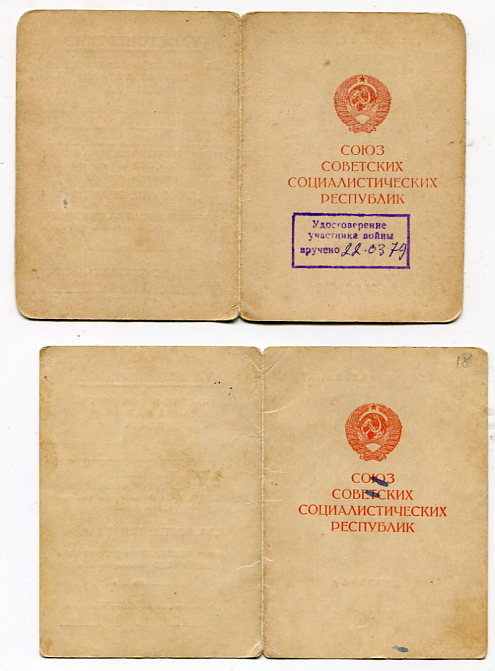 СОЮЗ
СОВЕТСКИХ
СОЦИАЛИСТИЧЕСКИХ
РЕСПУБЛИК
Удостоверение
участника войны
вручено 22.03 79
18
СОЮЗ
СОВЕТСКИХ
СОЦИАЛИСТИЧЕСКИХ
РЕСПУБЛИК